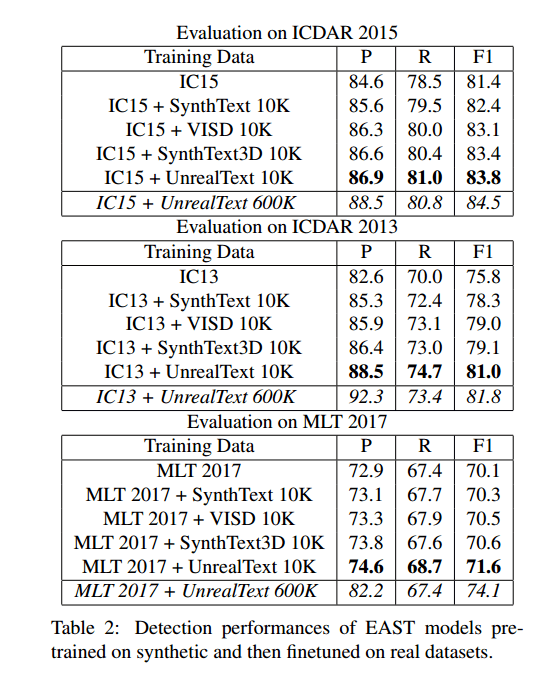 Evaluation on ICDAR 2015
Training Data P R F1
IC15 84.6 78.5 81.4
IC15 + SynthText 10K 85.6 79.5 82.4
IC15 + VISD 10K 86.3 80.0 83.1
IC15 + SynthText3D 10K 86.6 80.4 83.4
IC15 + UnrealText 10K 86.9 81.0 83.8
IC15 + UnrealText 600K 88.5 80.8 84.5
Evaluation on ICDAR 2013
Training Data P R F1
IC13 82.6 70.0 75.8
IC13 + SynthText 10K 85.3 72.4 78.3
IC13 + VISD 10K 85.9 73.1 79.0
IC13 + SynthText3D 10K 86.4 73.0 79.1
IC13 + UnrealText 10K 88.5 74.7 81.0
IC13 + UnrealText 600K 92.3 73.4 81.8
Evaluation on MLT 2017
Training Data P R F1
MLT 2017 72.9 67.4 70.1
MLT 2017 + SynthText 10K 73.1 67.7 70.3
MLT 2017 + VISD 10K 73.3 67.9 70.5
MLT 2017 + SynthText3D 10K 73.8 67.6 70.6
MLT 2017 + UnrealText 10K 74.6 68.7 71.6
MLT 2017 + UnrealText 600K 82.2 67.4 74.1
Table 2: Detection performances of EAST models pre-
trained on synthetic and then finetuned on real datasets.